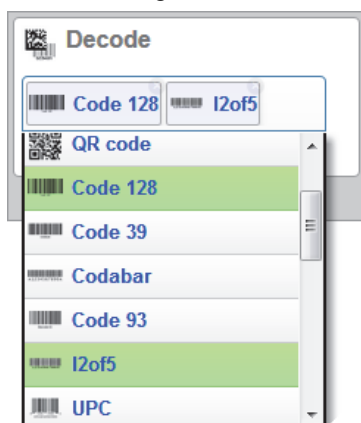 Decode
Code 128 I2of5
QR code
Code 128
Code 39
Codabar
Code 93
I2of5
UPC